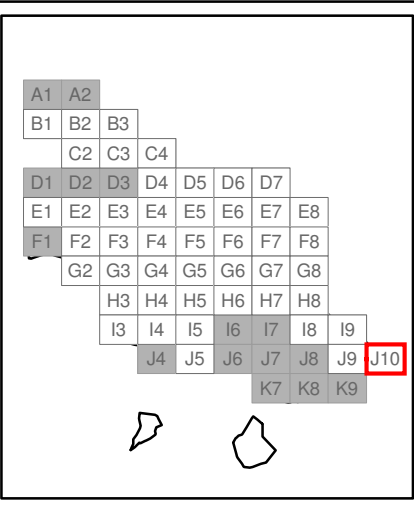 A1 A2
B1 B2 B3
C2 C3 C4
D1 D2 D3 D4 D5 D6 D7
E1 E2 E3 E4 E5 E6 E7 E8
F1 F2 F3 F4 F5 F6 F7 F8
G2 G3 G4 G5 G6 G7 G8
H3 H4 H5 H6 H7 H8
I3 I4 I5 I6 I7 I8 I9
J4 J5 J6 J7 J8 J9 J10
K7 K8 K9